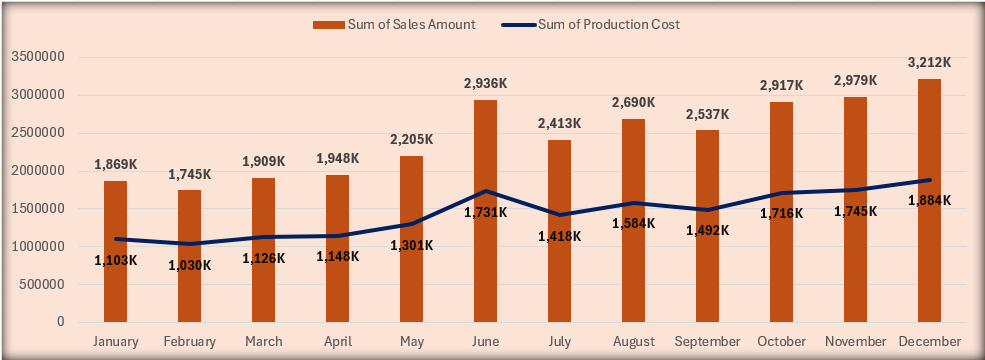 Sum of Sales Amount Sum of Production Cost
3500000
3000000
2500000
2000000
1500000
1000000
500000
0
1,869K
1,745K
1,909K
1,948K
2,205K
2,936K
2,413K
2,690K
2,537K
2,917K
2,979K
3,212K
1,103K
1,030K
1,126K
1,148K
1,301K
1,731K
1,418K
1,584K
1,492K
1,716K
1,745K
1,884K
January February March April May June July August September October November December